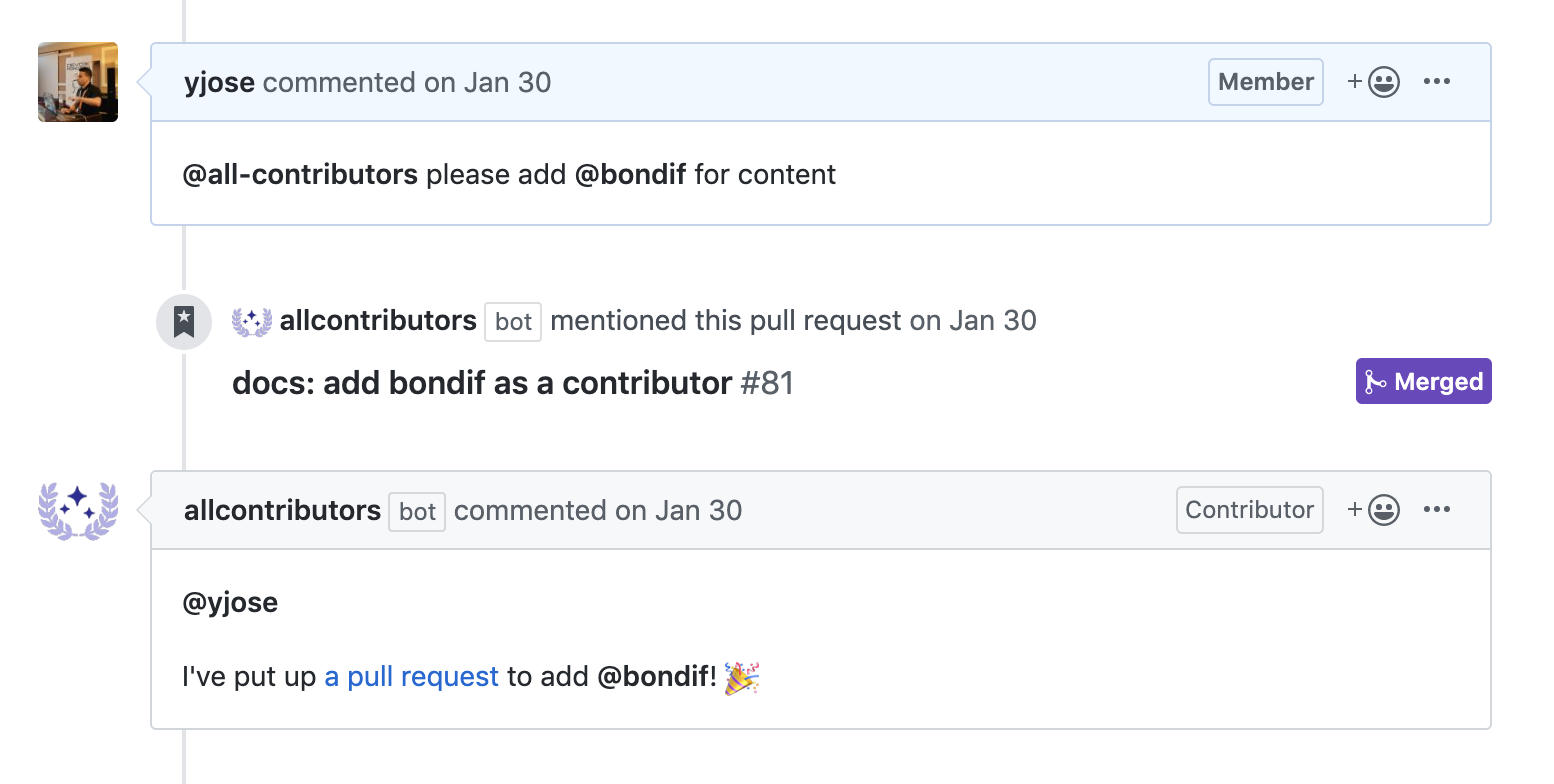 yjose commented on Jan 30
Member
@all-contributors please add @bondif for content
allcontributors bot mentioned this pull request on Jan 30
docs: add bondif as a contributor #81
Merged
allcontributors bot commented on Jan 30
Contributor
@yjose
I've put up a pull request to add @bondif! 🎉